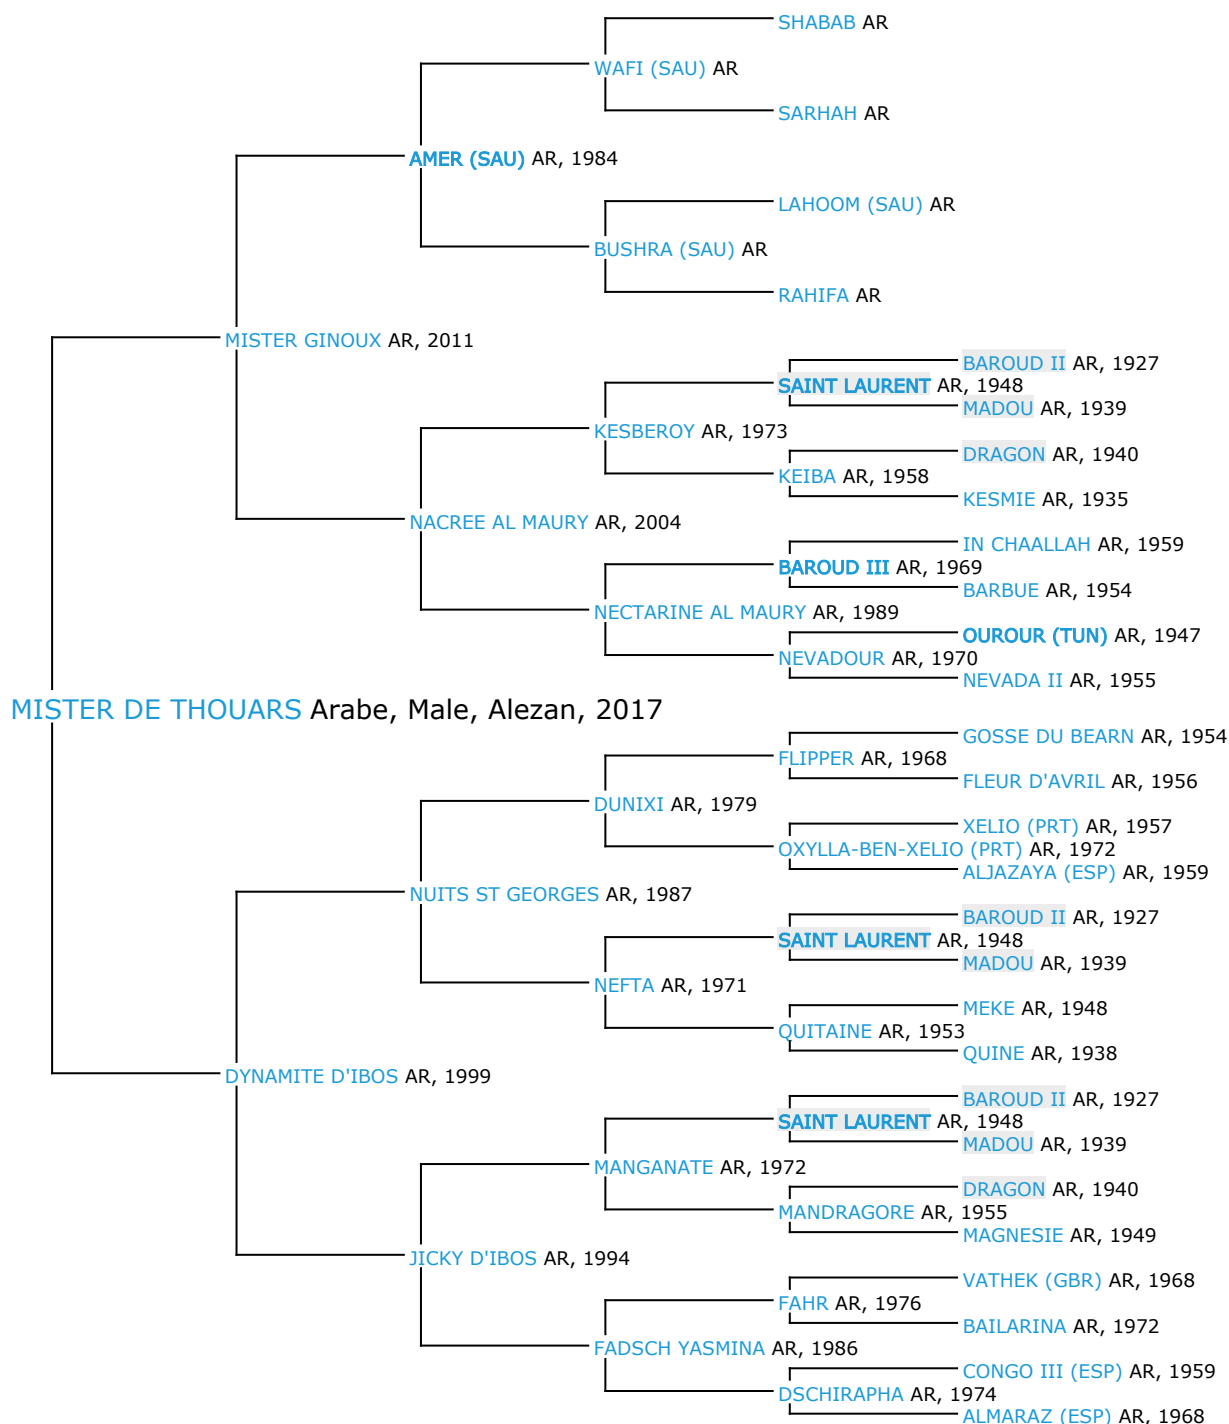 SHABAB AR
WAFI (SAU) AR
SARHAH AR
AMER (SAU) AR, 1984
LAHOOM (SAU) AR
BUSHRA (SAU) AR
RAHIFA AR
MISTER GINOUX AR, 2011
BAROUD II AR, 1927
SAINT LAURENT AR, 1948
MADOU AR, 1939
KESBEROY AR, 1973
DRAGON AR, 1940
KEIBA AR, 1958
KESMIE AR, 1935
NACREE AL MAURY AR, 2004
IN CHAALLAH AR, 1959
BAROUD III AR, 1969
BARBUE AR, 1954
NECTARINE AL MAURY AR, 1989
OUROUR (TUN) AR, 1947
NEVADOUR AR, 1970
NEVADA II AR, 1955
MISTER DE THOUARS Arabe, Male, Alezan, 2017
GOSSE DU BEARN AR, 1954
FLIPPER AR, 1968
FLEUR D'AVRIL AR, 1956
DUNIXI AR, 1979
XELIO (PRT) AR, 1957
OXYLLA-BEN-XELIO (PRT) AR, 1972
ALJAZAYA (ESP) AR, 1959
NUITS ST GEORGES AR, 1987
BAROUD II AR, 1927
SAINT LAURENT AR, 1948
MADOU AR, 1939
NEFTA AR, 1971
MEKE AR, 1948
QUITAINE AR, 1953
QUINE AR, 1938
DYNAMITE D'IBOS AR, 1999
BAROUD II AR, 1927
SAINT LAURENT AR, 1948
MADOU AR, 1939
MANGANATE AR, 1972
DRAGON AR, 1940
MANDRAGORE AR, 1955
MAGNESIE AR, 1949
JICKY D'IBOS AR, 1994
VATHEK (GBR) AR, 1968
FAHR AR, 1976
BAILARINA AR, 1972
FADSCH YASMINA AR, 1986
CONGO III (ESP) AR, 1959
DSCHIRAPHA AR, 1974
ALMARAZ (ESP) AR, 1968